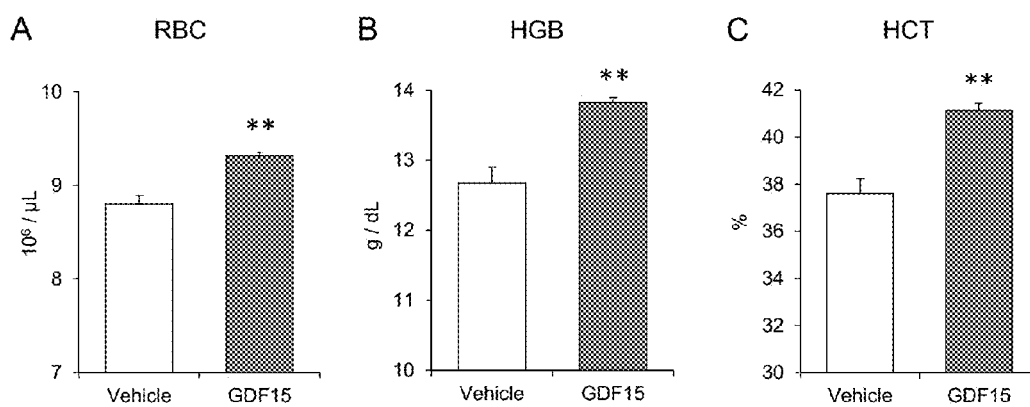 A RBC
10
9
8
7
10⁶ / µL
**
Vehicle GDF15
B HGB
14
13
12
11
10
g / dL
**
Vehicle GDF15
C HCT
42
40
38
36
34
32
30
%
**
Vehicle GDF15